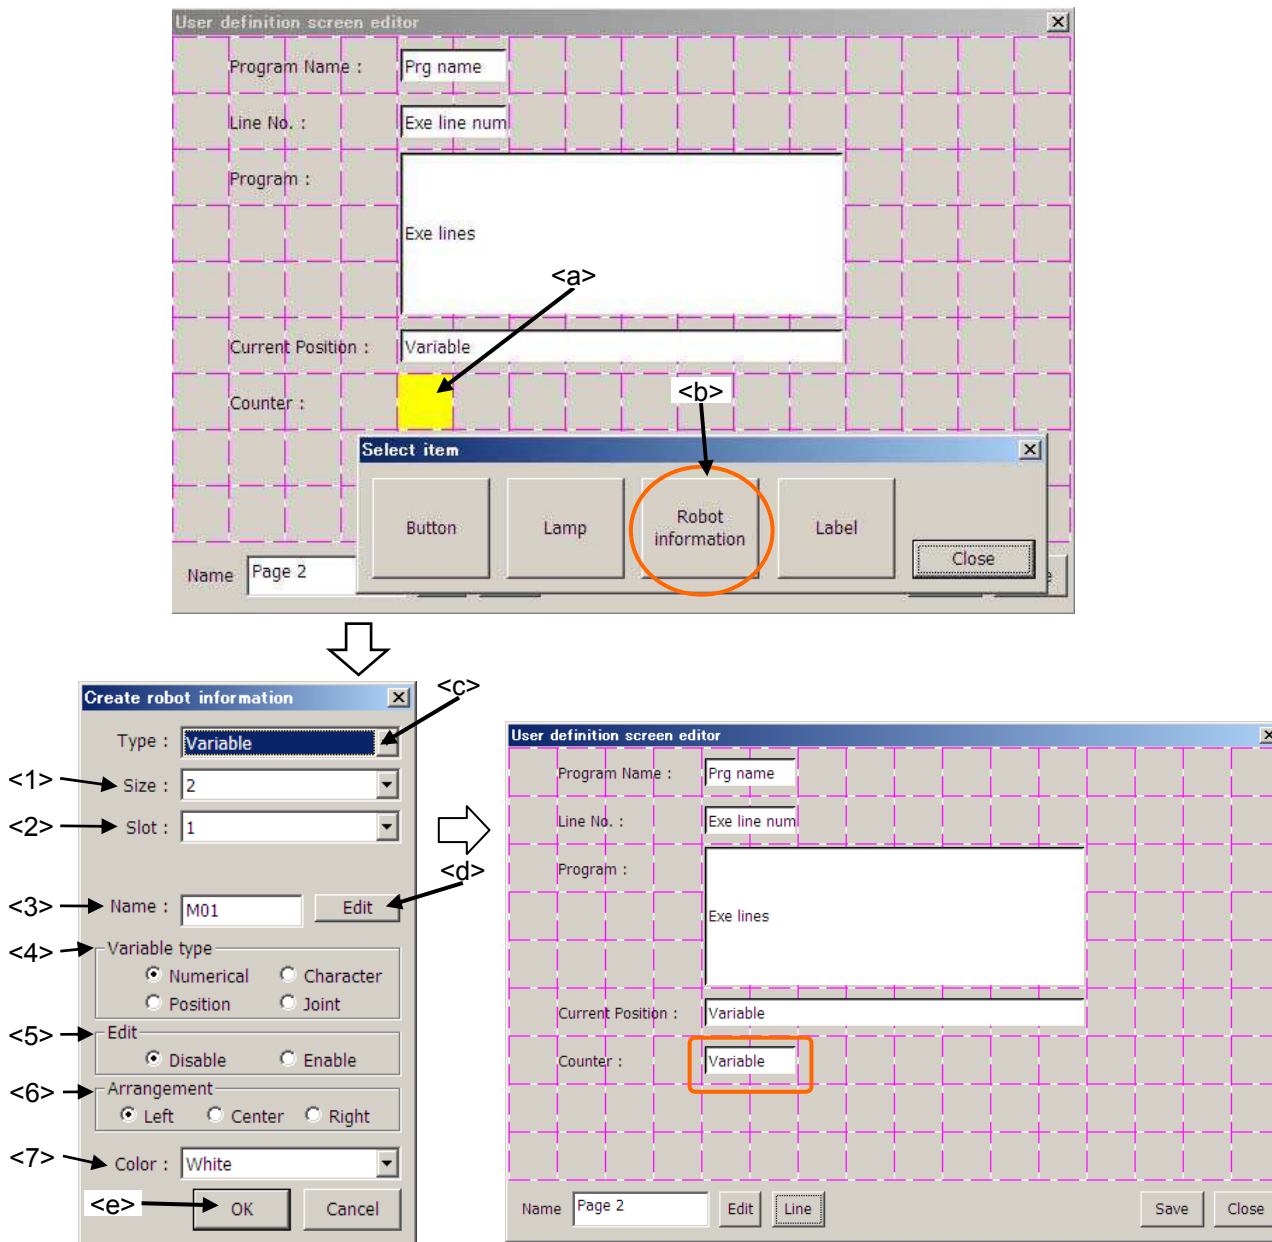 User definition screen editor
Program Name :
Prg name
Line No. :
Exe line num
Program :
Exe lines
<a>
Current Position :
Variable
<b>
Counter :
Select item
Button
Lamp
Robot
information
Label
Close
Name
Page 2
<c>
Create robot information
Type :
Variable
<1>
Size :
2
<2>
Slot :
1
<d>
<3>
Name :
M01
Edit
<4>
Variable type
Numerical
Character
Position
Joint
<5>
Edit
Disable
Enable
<6>
Arrangement
Left
Center
Right
<7>
Color :
White
<e>
OK
Cancel
User definition screen editor
Program Name :
Prg name
Line No. :
Exe line num
Program :
Exe lines
Current Position :
Variable
Counter :
Variable
Name
Page 2
Edit
Line
Save
Close